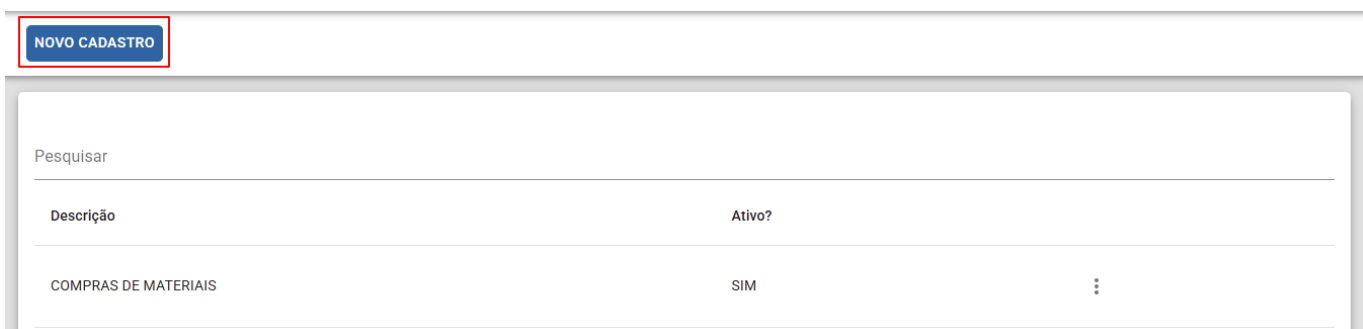 NOVO CADASTRO
Pesquisar
Descrição Ativo?
COMPRAS DE MATERIAIS SIM